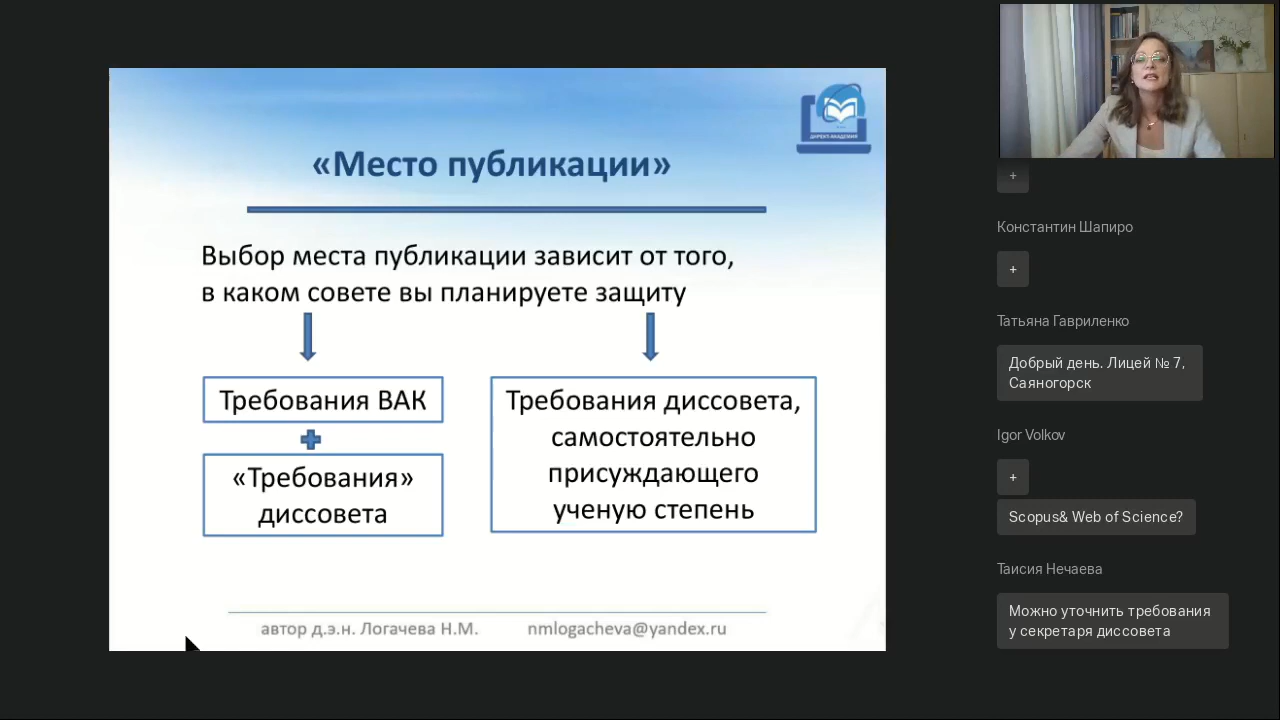 ДИРЕКТ-АКАДЕМИЯ
«Место публикации»
Выбор места публикации зависит от того,
в каком совете вы планируете защиту
Требования ВАК
«Требования»
диссовета
Требования диссовета,
самостоятельно
присуждающего
ученую степень
автор д.э.н. Логачева Н.М.
nmlogacheva@yandex.ru
+
Константин Шапиро
+
Татьяна Гавриленко
Добрый день. Лицей № 7,
Саяногорск
Igor Volkov
+
Scopus& Web of Science?
Таисия Нечаева
Можно уточнить требования
у секретаря диссовета